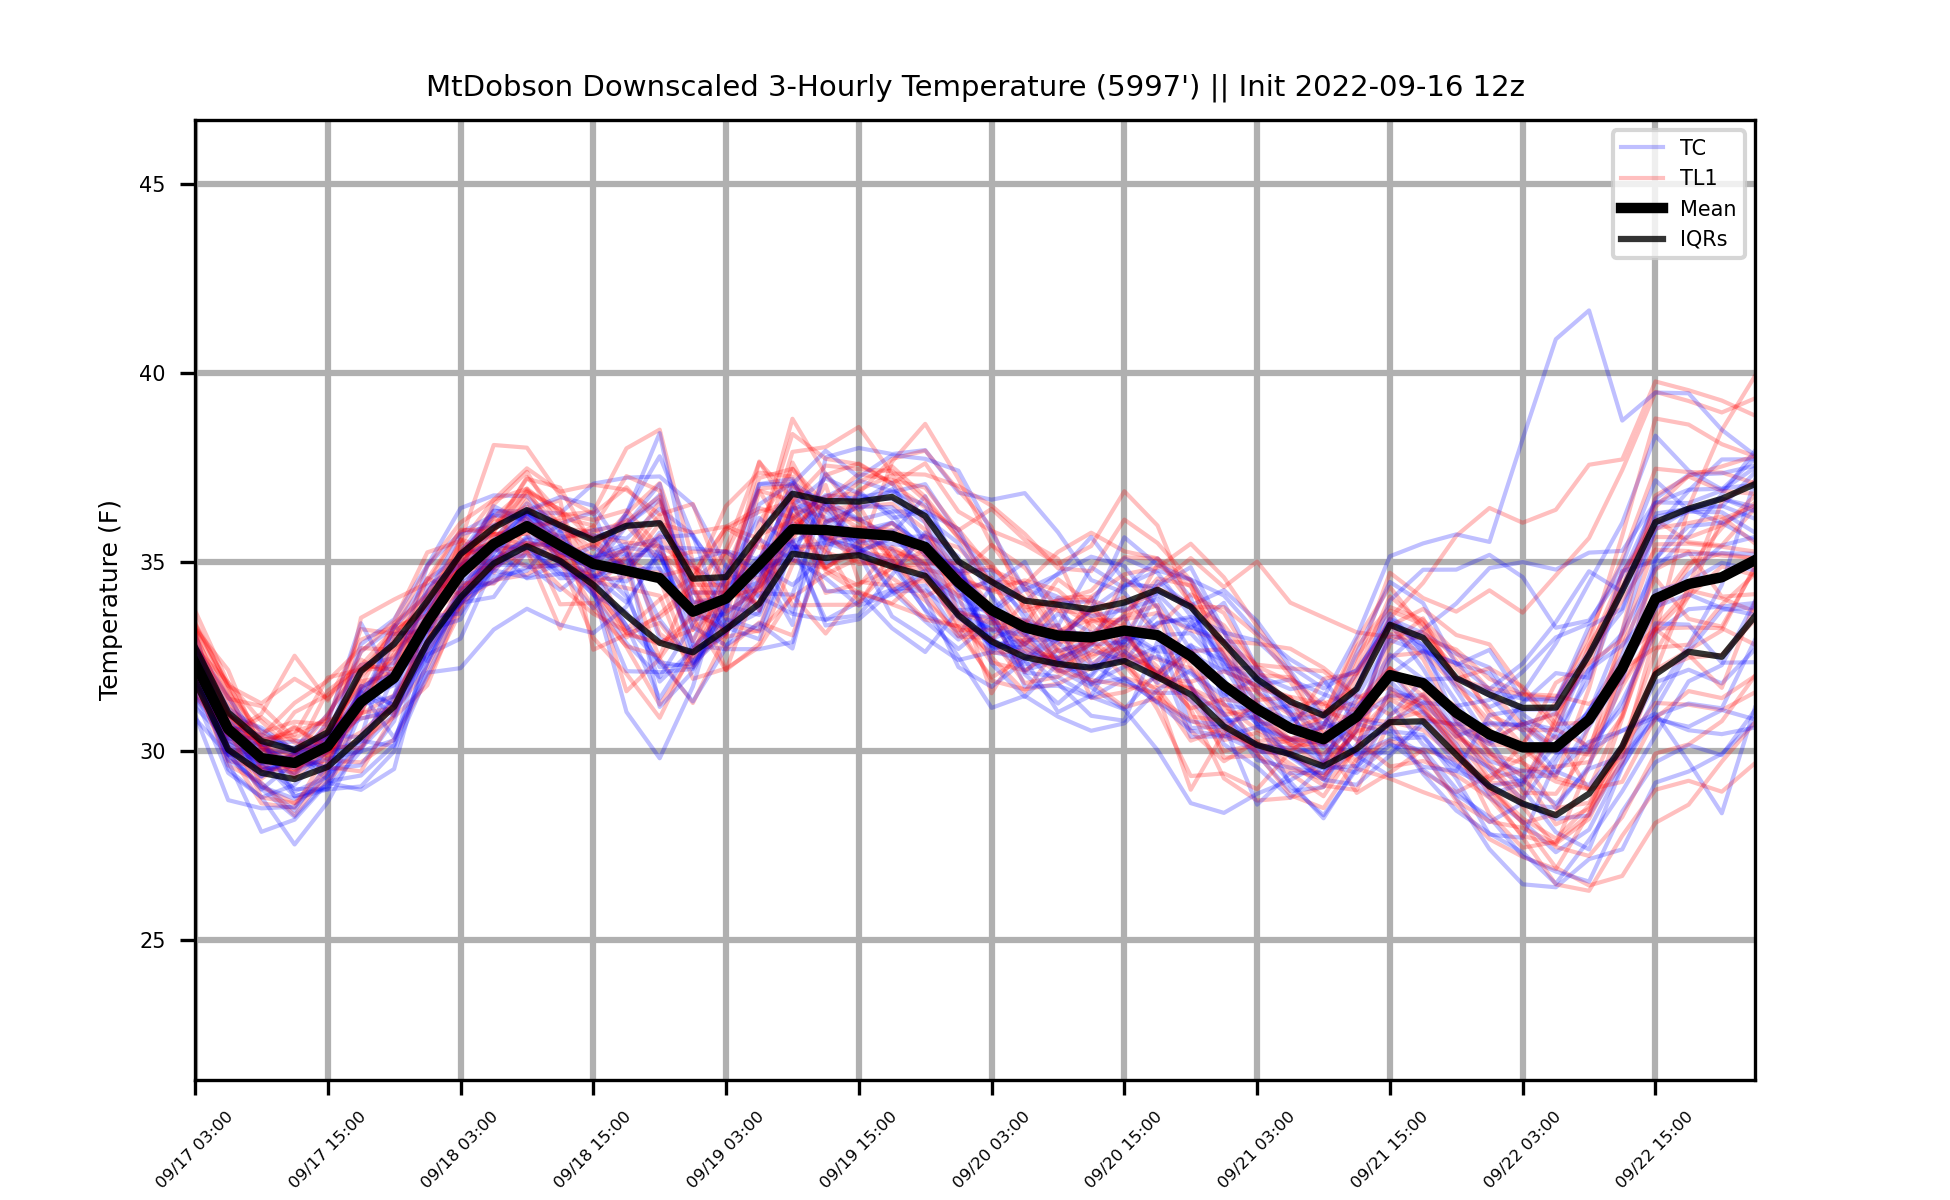 MtDobson Downscaled 3-Hourly Temperature (5997') || Init 2022-09-16 12z
TC
TL1
Mean
IQRs
Temperature (F)
45
40
35
30
25
09/17 03:00
09/17 15:00
09/18 03:00
09/18 15:00
09/19 03:00
09/19 15:00
09/20 03:00
09/20 15:00
09/21 03:00
09/21 15:00
09/22 03:00
09/22 15:00